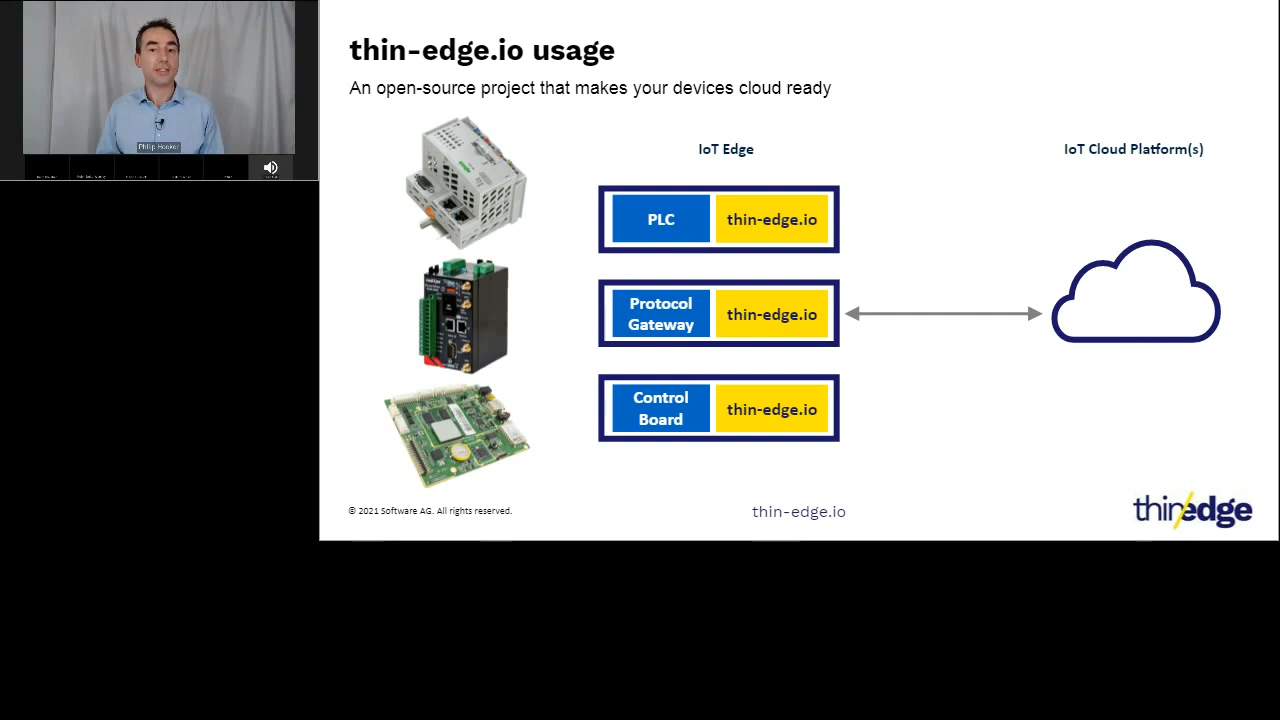 Philip Hooker
thin-edge.io usage
An open-source project that makes your devices cloud ready
IoT Edge
IoT Cloud Platform(s)
PLC
thin-edge.io
Protocol
Gateway
thin-edge.io
Control
Board
thin-edge.io
© 2021 Software AG. All rights reserved.
thin-edge.io
thin/edge